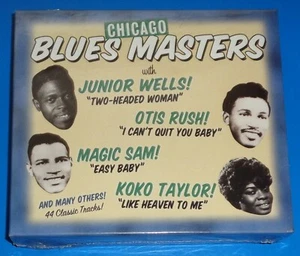 CHICAGO
BLUES MASTERS
with
JUNIOR WELLS!
"TWO-HEADED WOMAN"
OTIS RUSH!
"I CAN'T QUIT YOU BABY"
MAGIC SAM!
"EASY BABY"
KOKO TAYLOR!
"LIKE HEAVEN TO ME"
AND MANY OTHERS!
44 Classic Tracks!